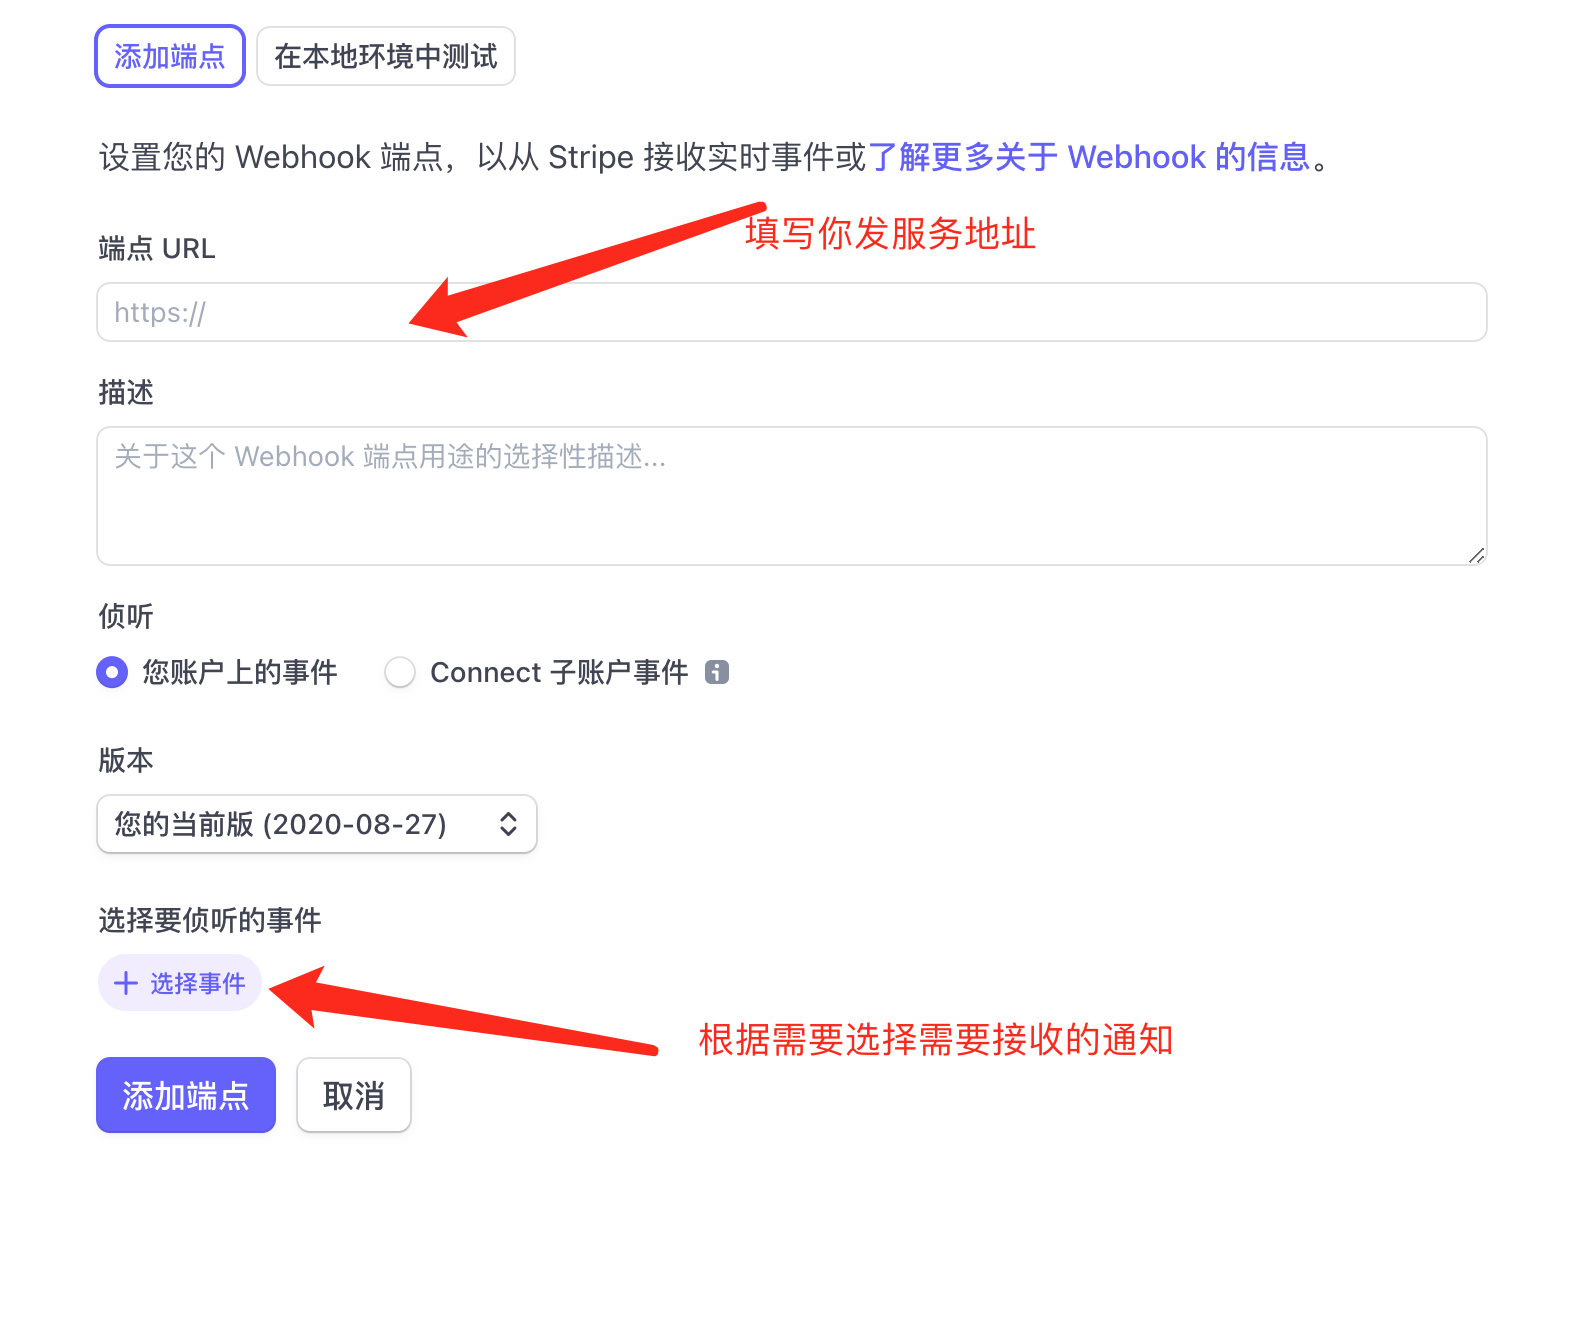 添加端点 在本地环境中测试
设置您的 Webhook 端点，以从 Stripe 接收实时事件或了解更多关于 Webhook 的信息。
填写你发服务地址
端点 URL
https://
描述
关于这个 Webhook 端点用途的选择性描述...
侦听
您账户上的事件 Connect 子账户事件
版本
您的当前版 (2020-08-27)
选择要侦听的事件
选择事件
根据需要选择需要接收的通知
添加端点 取消